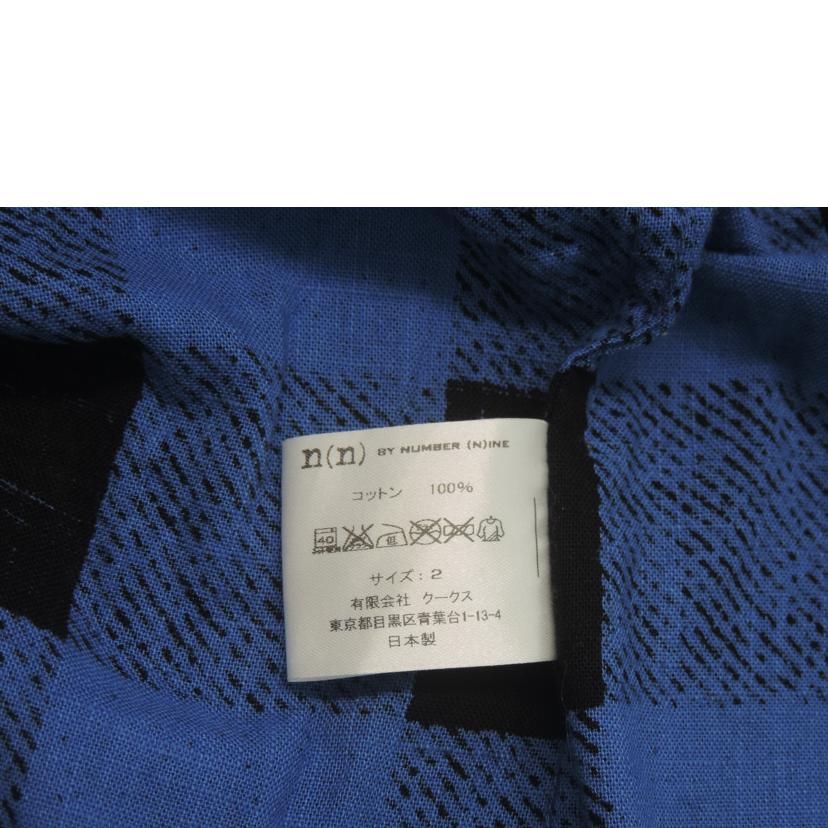 n(n) BY NUMBER (N)INE
コットン 100%
40 低
サイズ: 2
有限会社 クークス
東京都目黒区青葉台1-13-4
日本製